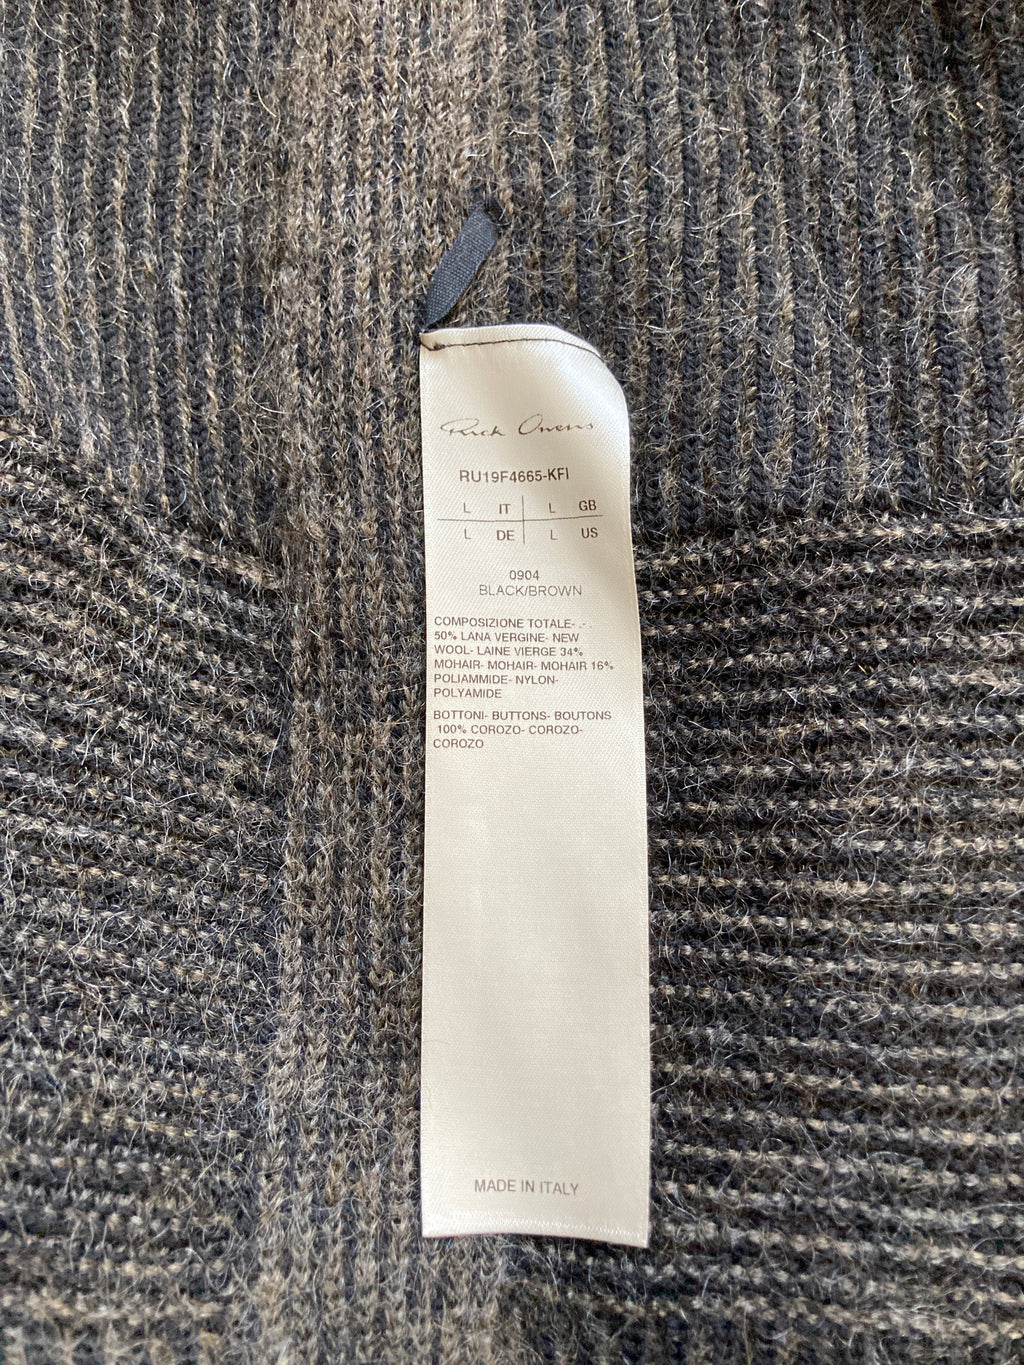 Rick Owens
RU19F4665-KFI
L IT L GB
L DE L US
0904
BLACK/BROWN
COMPOSIZIONE TOTALE- .- .
50% LANA VERGINE- NEW
WOOL- LAINE VIERGE 34%
MOHAIR- MOHAIR- MOHAIR 16%
POLIAMMIDE- NYLON-
POLYAMIDE
BOTTONI- BUTTONS- BOUTONS
100% COROZO- COROZO-
COROZO
MADE IN ITALY